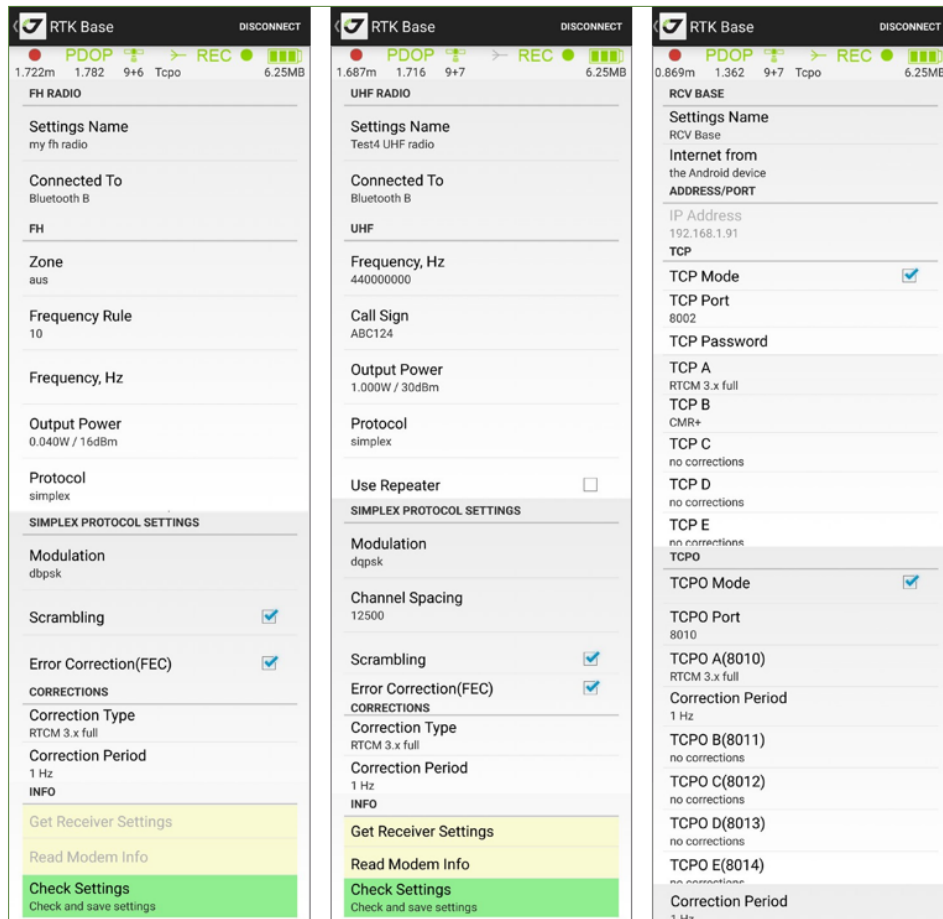 RTK Base DISCONNECT
PDOP REC
1.722m 1.782 9+6 Tcpo 6.25MB
FH RADIO
Settings Name
my fh radio
Connected To
Bluetooth B
FH
Zone
aus
Frequency Rule
10
Frequency, Hz
Output Power
0.040W / 16dBm
Protocol
simplex
SIMPLEX PROTOCOL SETTINGS
Modulation
dbpsk
Scrambling
Error Correction(FEC)
CORRECTIONS
Correction Type
RTCM 3.x full
Correction Period
1 Hz
INFO
Get Receiver Settings
Read Modem Info
Check Settings
Check and save settings
RTK Base DISCONNECT
PDOP REC
1.687m 1.716 9+7 6.25MB
UHF RADIO
Settings Name
Test4 UHF radio
Connected To
Bluetooth B
UHF
Frequency, Hz
440000000
Call Sign
ABC124
Output Power
1.000W / 30dBm
Protocol
simplex
Use Repeater
SIMPLEX PROTOCOL SETTINGS
Modulation
dqpsk
Channel Spacing
12500
Scrambling
Error Correction(FEC)
CORRECTIONS
Correction Type
RTCM 3.x full
Correction Period
1 Hz
INFO
Get Receiver Settings
Read Modem Info
Check Settings
Check and save settings
RTK Base DISCONNECT
PDOP REC
0.869m 1.362 9+7 Tcpo 6.25MB
RCV BASE
Settings Name
RCV Base
Internet from
the Android device
ADDRESS/PORT
IP Address
192.168.1.91
TCP
TCP Mode
TCP Port
8002
TCP Password
TCP A
RTCM 3.x full
TCP B
CMR+
TCP C
no corrections
TCP D
no corrections
TCP E
no corrections
TCPO
TCPO Mode
TCPO Port
8010
TCPO A(8010)
RTCM 3.x full
Correction Period
1 Hz
TCPO B(8011)
no corrections
TCPO C(8012)
no corrections
TCPO D(8013)
no corrections
TCPO E(8014)
no corrections
Correction Period
1 Hz